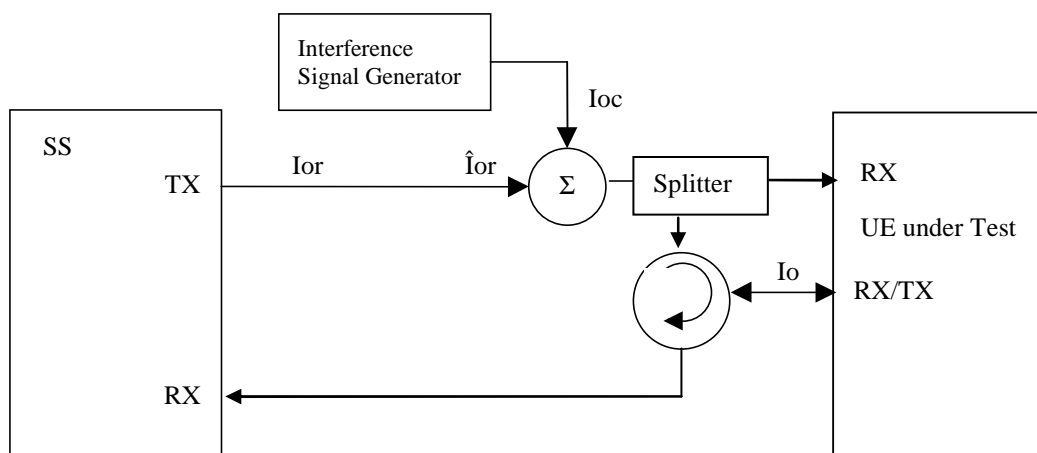 Interference
Signal Generator
Ioc
SS
TX
Ior
Îor
Σ
Splitter
RX
UE under Test
Io
RX/TX
RX